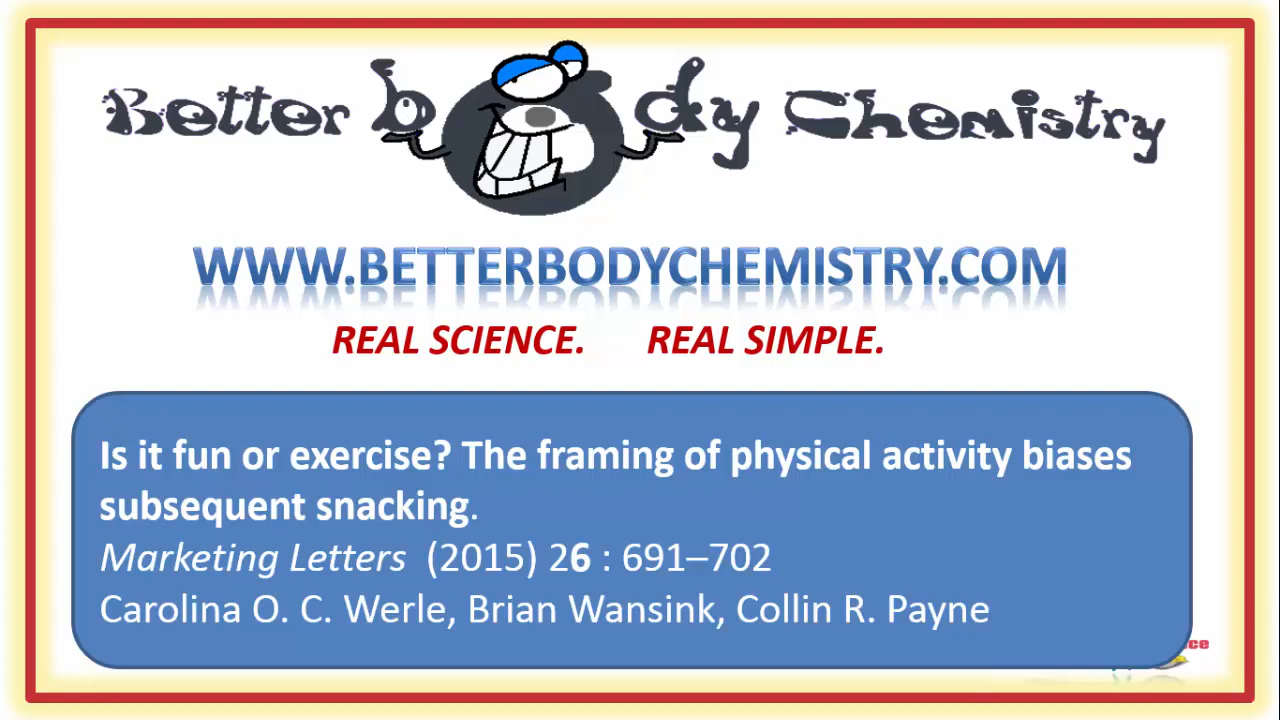 Better body Chemistry
WWW.BETTERBODYCHEMISTRY.COM
REAL SCIENCE. REAL SIMPLE.
Is it fun or exercise? The framing of physical activity biases
subsequent snacking.
Marketing Letters (2015) 26 : 691–702
Carolina O. C. Werle, Brian Wansink, Collin R. Payne